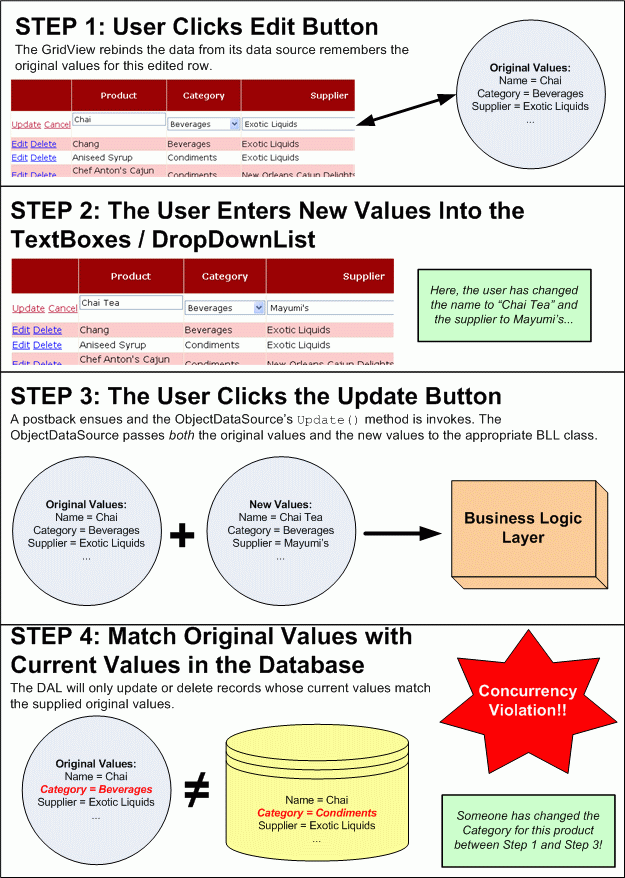 STEP 1: User Clicks Edit Button
The GridView rebinds the data from its data source remembers the
original values for this edited row.
Product Category Supplier
Update Cancel Chai Beverages Exotic Liquids
Edit Delete Chang Beverages Exotic Liquids
Edit Delete Aniseed Syrup Condiments Exotic Liquids
Edit Delete Chef Anton's Cajun Condiments New Orleans Cajun Delights
Original Values:
Name = Chai
Category = Beverages
Supplier = Exotic Liquids
...
STEP 2: The User Enters New Values Into the
TextBoxes / DropDownList
Product Category Supplier
Update Cancel Chai Tea Beverages Mayumi's
Edit Delete Chang Beverages Exotic Liquids
Edit Delete Aniseed Syrup Condiments Exotic Liquids
Edit Delete Chef Anton's Cajun Condiments New Orleans Cajun Delights
Here, the user has changed
the name to “Chai Tea” and
the supplier to Mayumi’s...
STEP 3: The User Clicks the Update Button
A postback ensues and the ObjectDataSource’s Update() method is invokes. The
ObjectDataSource passes both the original values and the new values to the appropriate BLL class.
Original Values:
Name = Chai
Category = Beverages
Supplier = Exotic Liquids
...
+
New Values:
Name = Chai Tea
Category = Beverages
Supplier = Mayumi’s
...
Business Logic
Layer
STEP 4: Match Original Values with
Current Values in the Database
The DAL will only update or delete records whose current values match
the supplied original values.
Original Values:
Name = Chai
Category = Beverages
Supplier = Exotic Liquids
...
≠
Name = Chai
Category = Condiments
Supplier = Exotic Liquids
...
Concurrency
Violation!!
Someone has changed the
Category for this product
between Step 1 and Step 3!